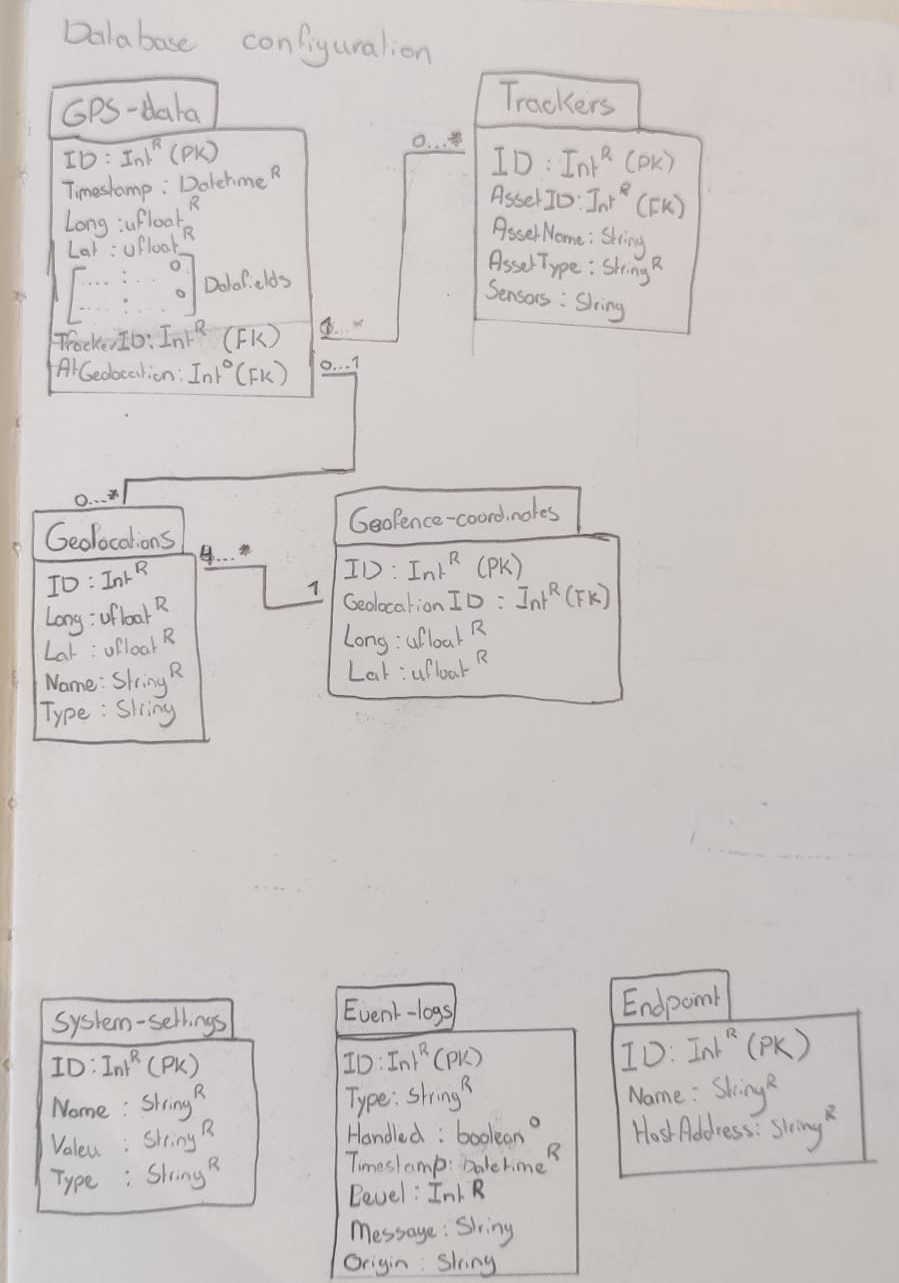 Database configuration
GPS-data
ID : Int R (PK)
Timestamp : Datetime R
Long : ufloat R
Lat : ufloat R
[.... : ... O
... : ... O] Datafields
TrackerID: Int R (FK)
AtGeolocation: Int O (FK)
Trackers
ID : Int R (PK)
AssetID: Int R (FK)
AssetName: String
AssetType : String R
Sensors : String
0...*
1...*
0...1
0...*
Geolocations
ID : Int R
Long : ufloat R
Lat : ufloat R
Name: String R
Type : String
4...*
1
Geofence-coordinates
ID : Int R (PK)
Geolocation ID : Int R (FK)
Long : ufloat R
Lat : ufloat R
System-settings
ID : Int R (PK)
Name : String R
Valeu : String R
Type : String R
Event-logs
ID : Int R (PK)
Type: String R
Handled : boolean O
Timestamp: Datetime R
Level : Int R
Message : String
Origin : String
Endpoint
ID : Int R (PK)
Name : String R
HostAddress: String R